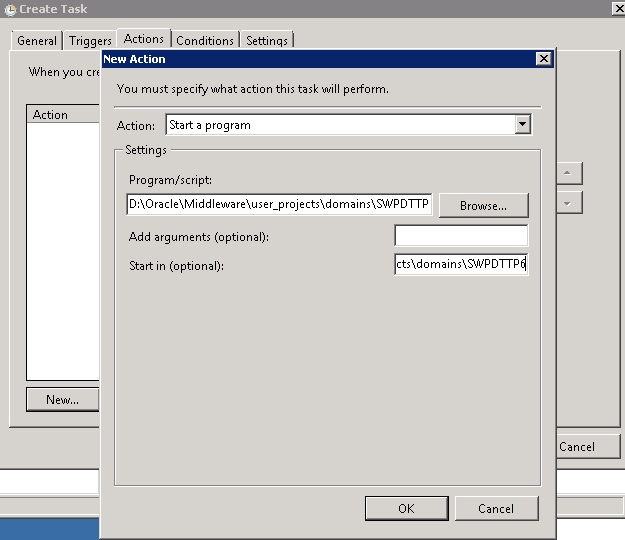 Create Task
General Triggers Actions Conditions Settings
New Action
When you cre
You must specify what action this task will perform.
Action
Action: Start a program
Settings
Program/script:
D:\Oracle\Middleware\user_projects\domains\SWPDTTP
Browse...
Add arguments (optional):
Start in (optional): cts\domains\SWPDTTP6
New...
Cancel
OK Cancel